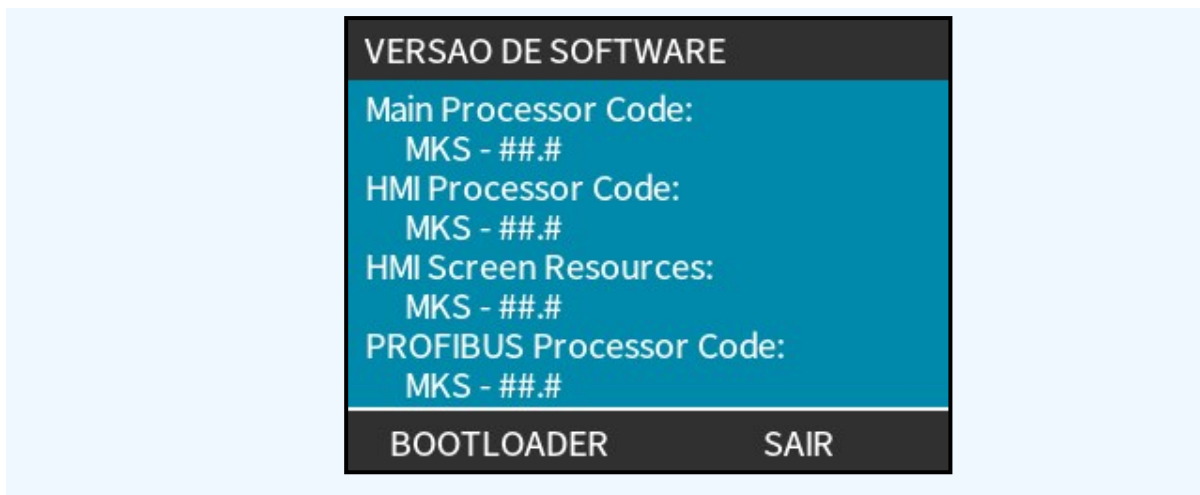 VERSAO DE SOFTWARE
Main Processor Code:
MKS - ##.#
HMI Processor Code:
MKS - ##.#
HMI Screen Resources:
MKS - ##.#
PROFIBUS Processor Code:
MKS - ##.#
BOOTLOADER SAIR